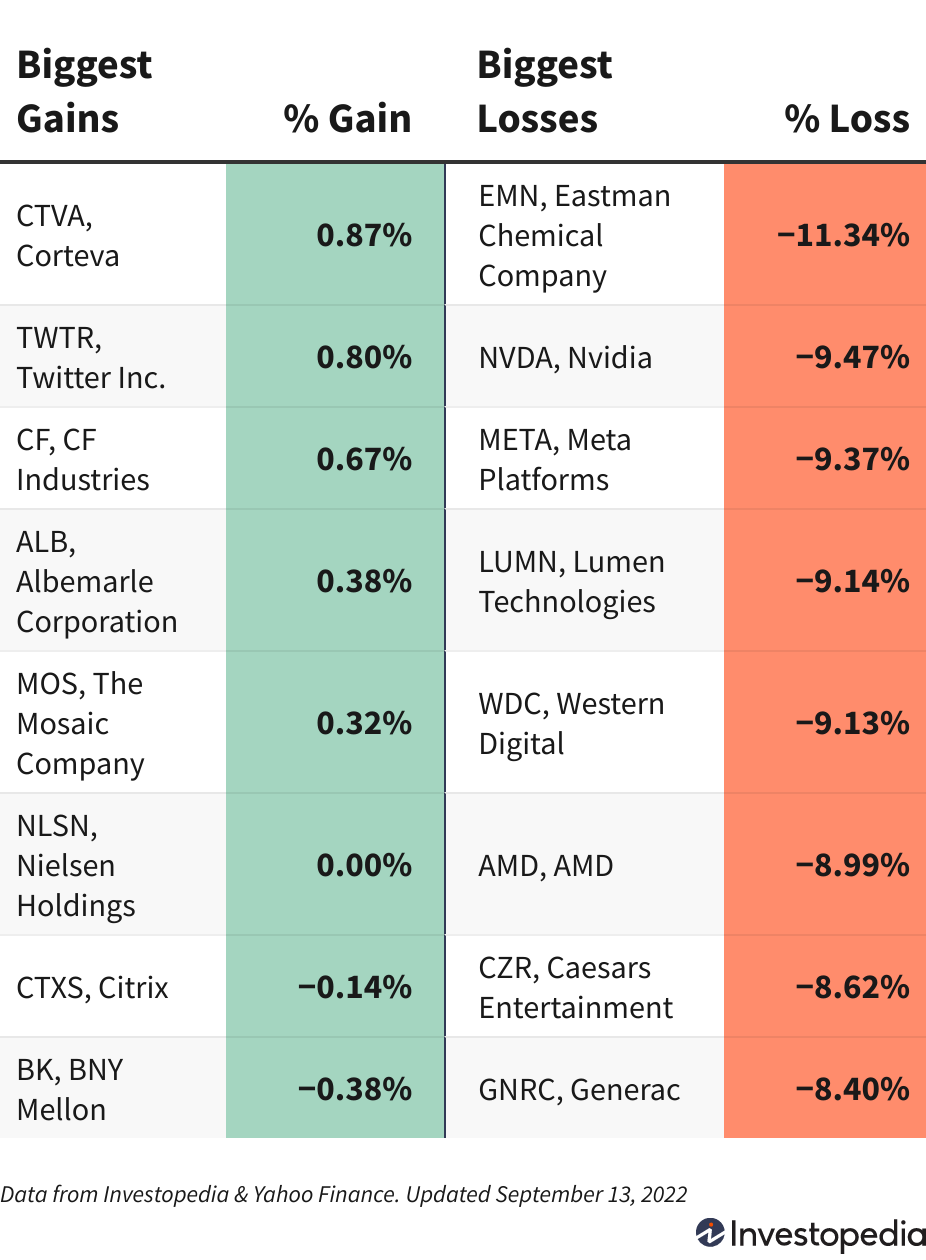 Biggest
Gains
% Gain
Biggest
Losses
% Loss
CTVA,
Corteva
0.87%
EMN, Eastman
Chemical
Company
−11.34%
TWTR,
Twitter Inc.
0.80%
NVDA, Nvidia
−9.47%
CF, CF
Industries
0.67%
META, Meta
Platforms
−9.37%
ALB,
Albemarle
Corporation
0.38%
LUMN, Lumen
Technologies
−9.14%
MOS, The
Mosaic
Company
0.32%
WDC, Western
Digital
−9.13%
NLSN,
Nielsen
Holdings
0.00%
AMD, AMD
−8.99%
CTXS, Citrix
−0.14%
CZR, Caesars
Entertainment
−8.62%
BK, BNY
Mellon
−0.38%
GNRC, Generac
−8.40%
Data from Investopedia & Yahoo Finance. Updated September 13, 2022
Investopedia